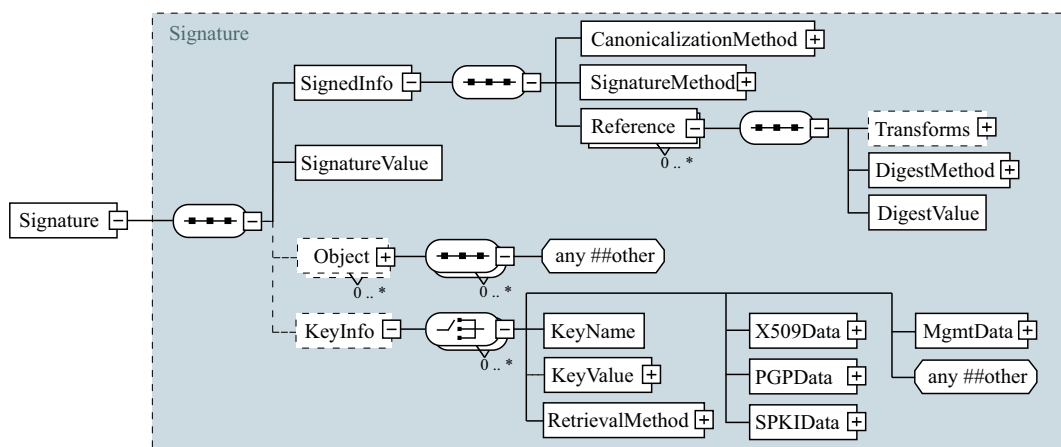 Signature
CanonicalizationMethod
SignedInfo
SignatureMethod
Reference
0 .. *
Transforms
DigestMethod
DigestValue
SignatureValue
Signature
Object
0 .. *
0 .. *
any ##other
KeyInfo
0 .. *
KeyName
KeyValue
RetrievalMethod
X509Data
PGPData
SPKIData
MgmtData
any ##other